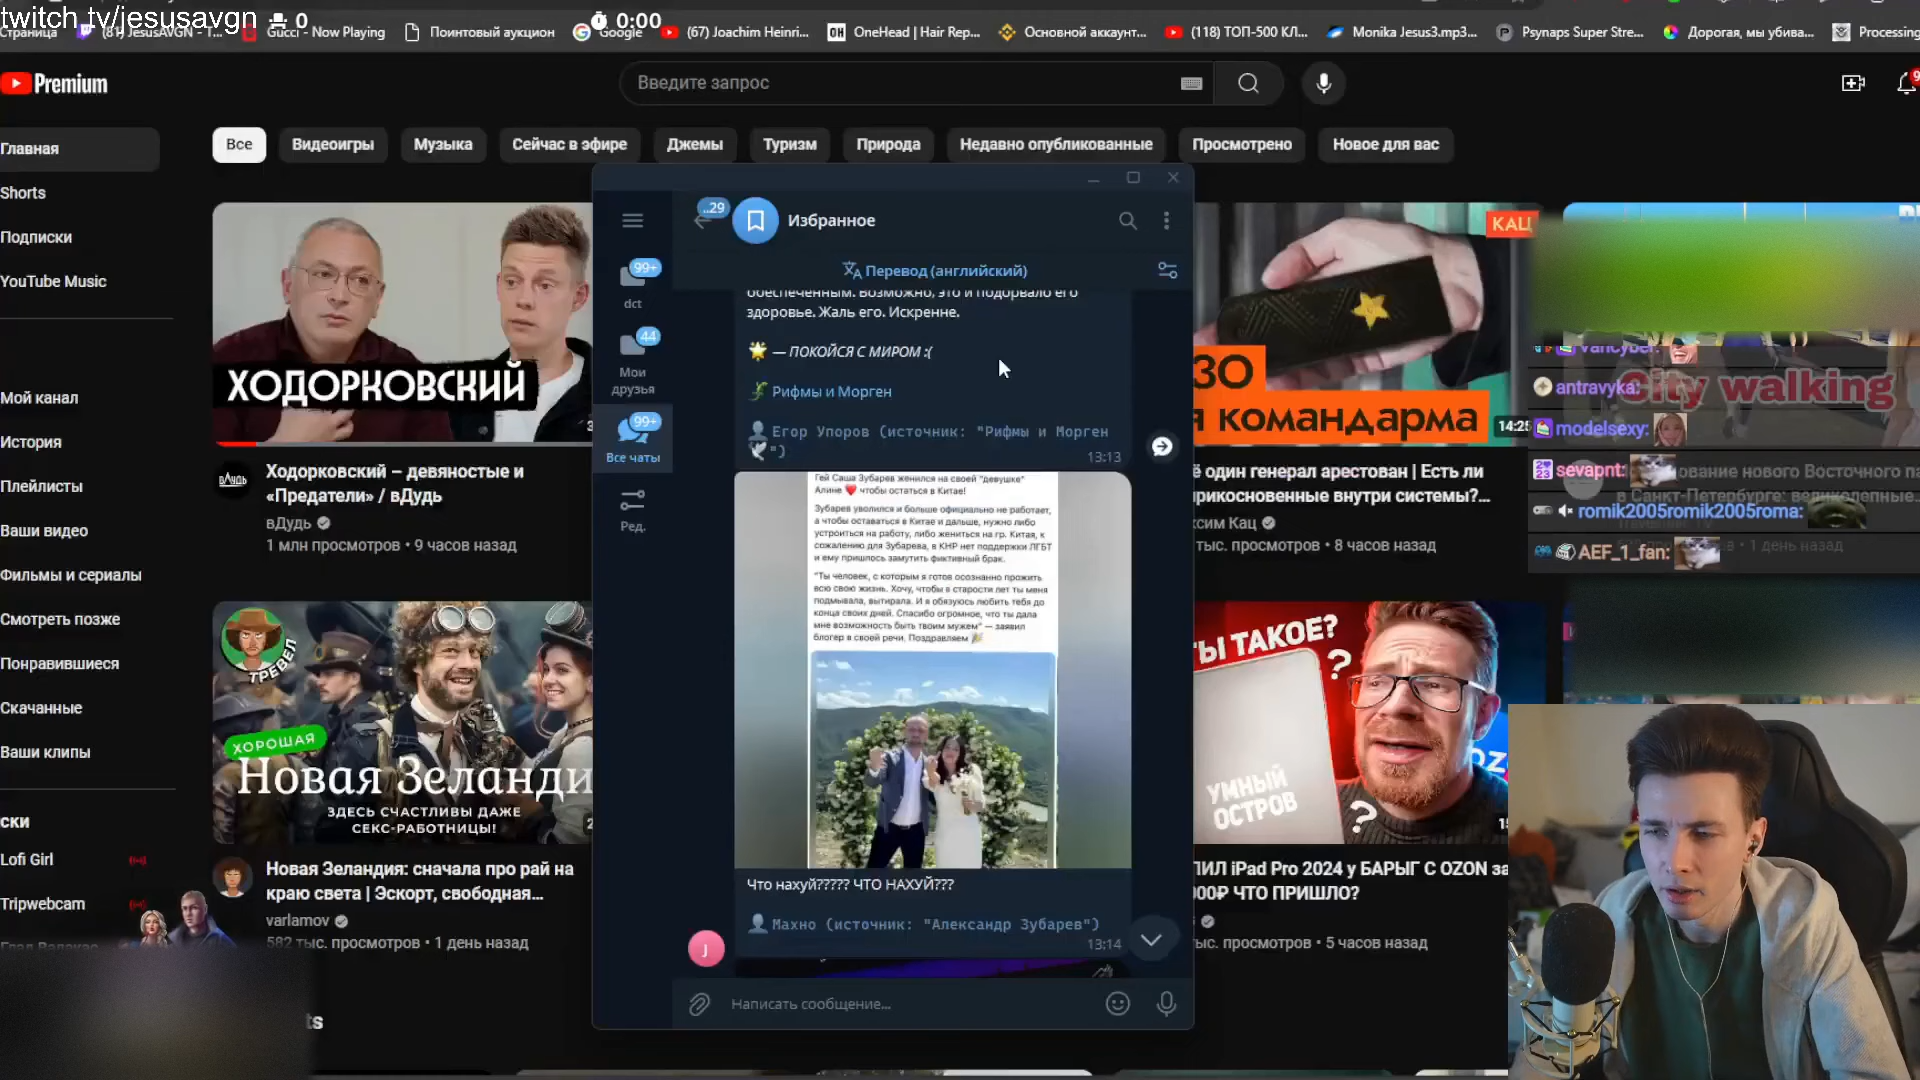 twitch.tv/jesusavgn
0
0:00
Страница
(81) JesusAVGN - T...
Gucci - Now Playing
Поинтовый аукцион
Google
(67) Joachim Heinri...
OneHead | Hair Rep...
Основной аккаунт...
(118) ТОП-500 КЛ...
Monika Jesus3.mp3...
Psynaps Super Stre...
Дорогая, мы убива...
Processing
Premium
Введите запрос
9
Все
Видеоигры
Музыка
Сейчас в эфире
Джемы
Туризм
Природа
Недавно опубликованные
Просмотрено
Новое для вас
Главная
Shorts
Подписки
YouTube Music
Мой канал
История
Плейлисты
Ваши видео
Фильмы и сериалы
Смотреть позже
Понравившиеся
Скачанные
Ваши клипы
ски
Lofi Girl
Tripwebcam
ХОДОРКОВСКИЙ
вДудь
Ходорковский – девяностые и
«Предатели» / вДудь
вДудь
1 млн просмотров • 9 часов назад
ТРЕВЕЛ
ХОРОШАЯ
Новая Зеланди
ЗДЕСЬ СЧАСТЛИВЫ ДАЖЕ
СЕКС-РАБОТНИЦЫ!
Новая Зеландия: сначала про рай на
краю света | Эскорт, свободная...
varlamov
582 тыс. просмотров • 1 день назад
ts
..29
Избранное
Перевод (английский)
99+
dct
44
Мои
друзья
99+
Все чаты
Ред.
обеспеченным. Возможно, это и подорвало его
здоровье. Жаль его. Искренне.
🌟 — ПОКОЙСЯ С МИРОМ :(
Рифмы и Морген
Егор Упоров (источник: "Рифмы и Морген
🕊")
13:13
Гей Саша Зубарев женился на своей "девушке"
Алине ❤️ чтобы остаться в Китае!
Зубарев уволился и больше официально не работает,
а чтобы оставаться в Китае и дальше, нужно либо
устроиться на работу, либо жениться на гр. Китая, к
сожалению для Зубарева, в КНР нет поддержки ЛГБТ
и ему пришлось замутить фиктивный брак.
"Ты человек, с которым я готов осознанно прожить
всю свою жизнь. Хочу, чтобы в старости лет ты меня
подмывала, вытирала. И я обязуюсь любить тебя до
конца своих дней. Спасибо огромное, что ты дала
мне возможность быть твоим мужем" — заявил
блогер в своей речи. Поздравляем 🎉
Что нахуй????? ЧТО НАХУЙ???
Махно (источник: "Александр Зубарев")
13:14
J
Написать сообщение...
КАЦ
ЗО
я командарма
14:25
ё один генерал арестован | Есть ли
прикосновенные внутри системы?...
ксим Кац
тыс. просмотров • 8 часов назад
ТЫ ТАКОЕ?
?
?
УМНЫЙ
ОСТРОВ
OZ
15
ПИЛ iPad Pro 2024 у БАРЫГ С OZON за
000₽ ЧТО ПРИШЛО?
тыс. просмотров • 5 часов назад
vancyber:
antravyka:
City walking
modelsexy:
sevapnt:
ование нового Восточного
в Санкт-Петербурге: великолепные...
romik2005romik2005roma:
AEF_1_fan:
• 1 день назад